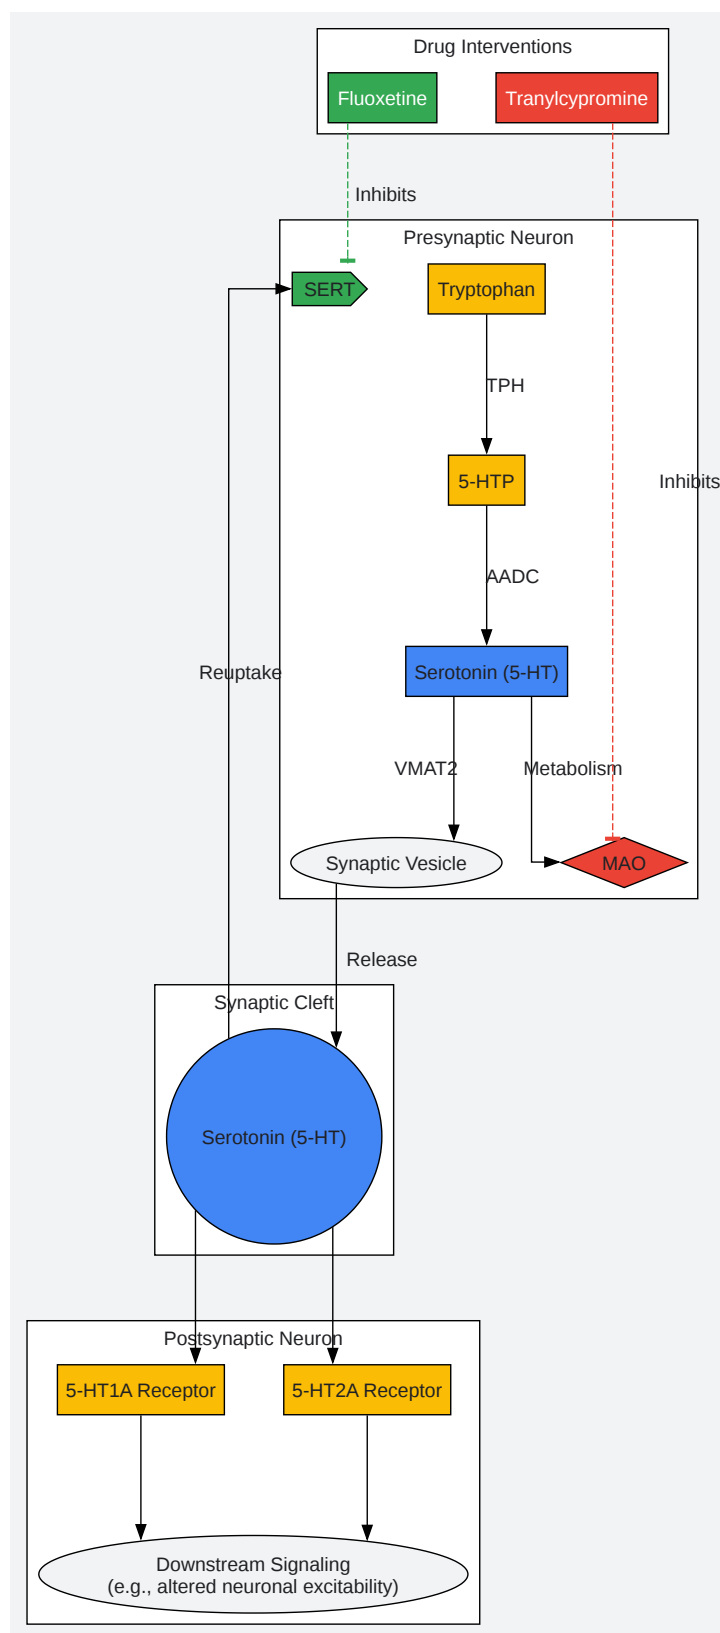 Drug Interventions
Fluoxetine
Tranylcypromine
Inhibits
Presynaptic Neuron
SERT
Tryptophan
TPH
5-HTP
Inhibits
AADC
Reuptake
Serotonin (5-HT)
VMAT2
Metabolism
Synaptic Vesicle
MAO
Release
Synaptic Cleft
Serotonin (5-HT)
Postsynaptic Neuron
5-HT1A Receptor
5-HT2A Receptor
Downstream Signaling
(e.g., altered neuronal excitability)